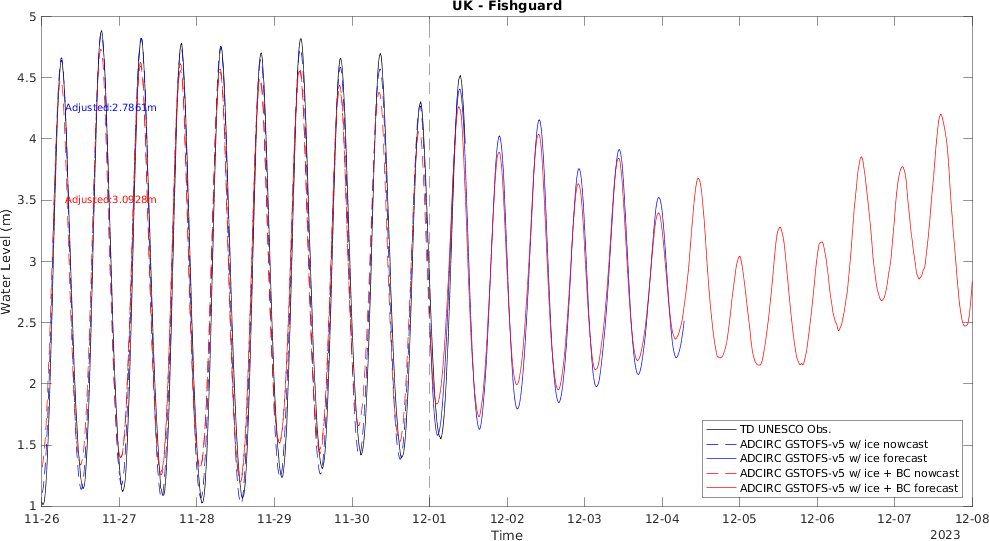 UK - Fishguard
5
4.5
4
3.5
3
2.5
2
1.5
1
Water Level (m)
Adjusted:2.7861m
Adjusted:3.0928m
TD UNESCO Obs.
ADCIRC GSTOFS-v5 w/ ice nowcast
ADCIRC GSTOFS-v5 w/ ice forecast
ADCIRC GSTOFS-v5 w/ ice + BC nowcast
ADCIRC GSTOFS-v5 w/ ice + BC forecast
11-26 11-27 11-28 11-29 11-30 12-01 12-02 12-03 12-04 12-05 12-06 12-07 12-08
Time
2023